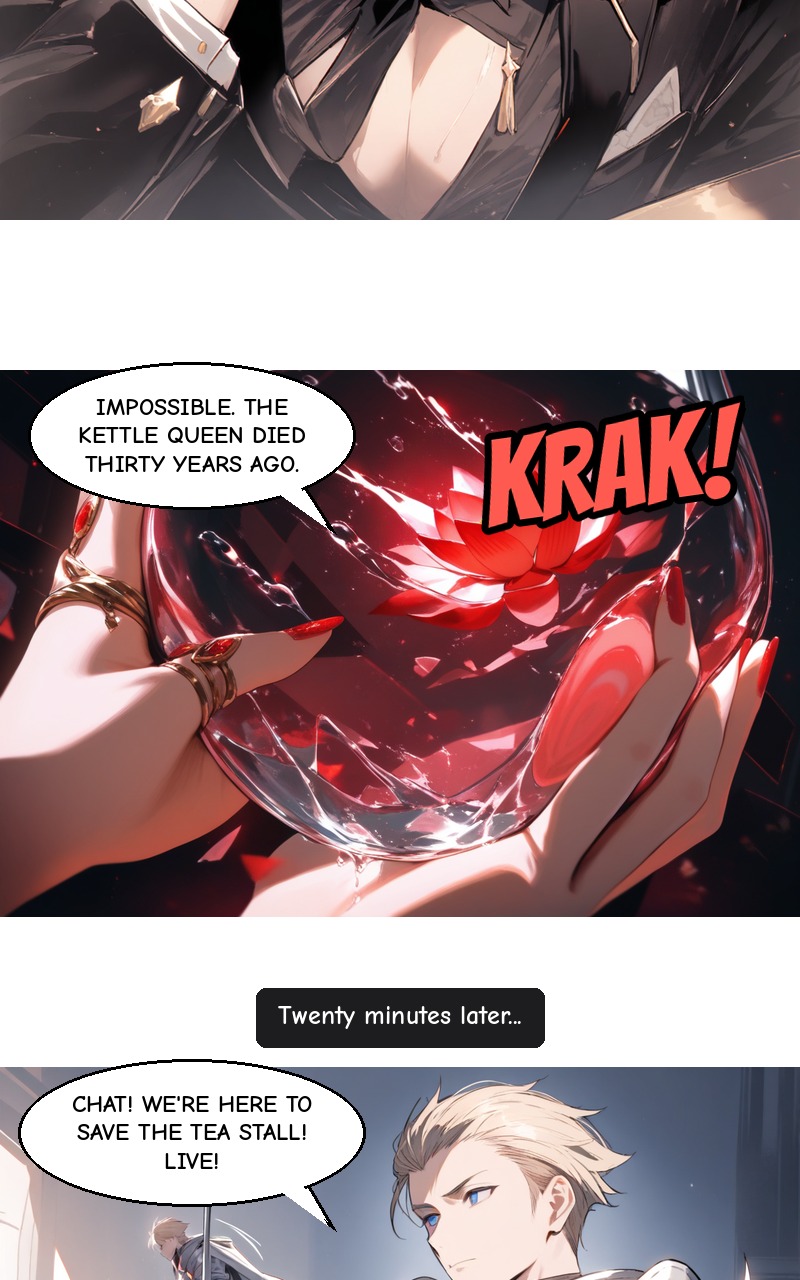 IMPOSSIBLE. THE
KETTLE QUEEN DIED
THIRTY YEARS AGO.
KRAK!
Twenty minutes later...
CHAT! WE'RE HERE TO
SAVE THE TEA STALL!
LIVE!